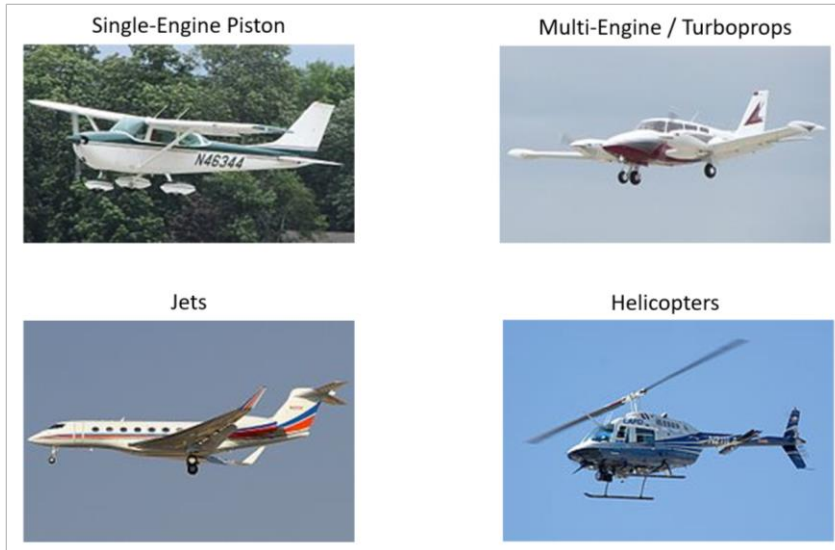 Single-Engine Piston
Multi-Engine / Turboprops
N46344
Jets
Helicopters